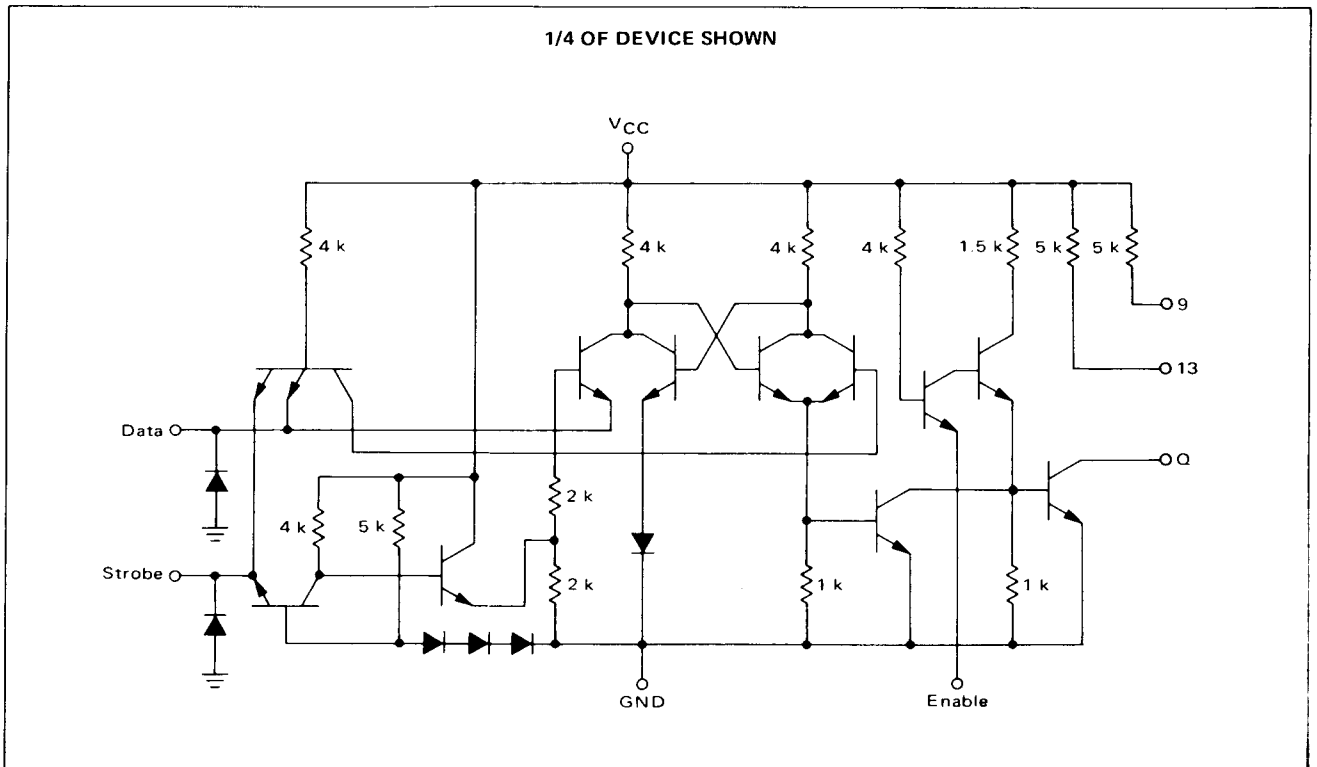 1/4 OF DEVICE SHOWN
VCC
4 k
4 k
4 k
4 k
1.5 k
5 k
5 k
9
13
Data
Q
2 k
4 k
5 k
Strobe
2 k
1 k
1 k
GND
Enable